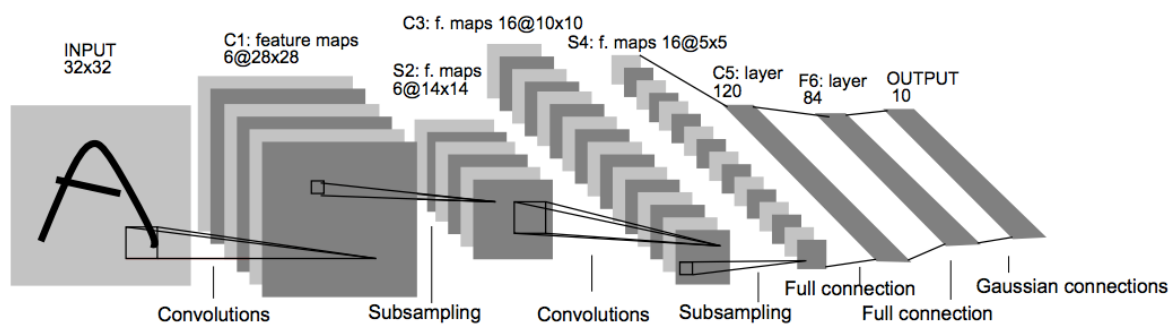 INPUT
32x32
C1: feature maps
6@28x28
S2: f. maps
6@14x14
C3: f. maps 16@10x10
S4: f. maps 16@5x5
C5: layer
120
F6: layer
84
OUTPUT
10
Convolutions
Subsampling
Convolutions
Subsampling
Full connection
Full connection
Gaussian connections